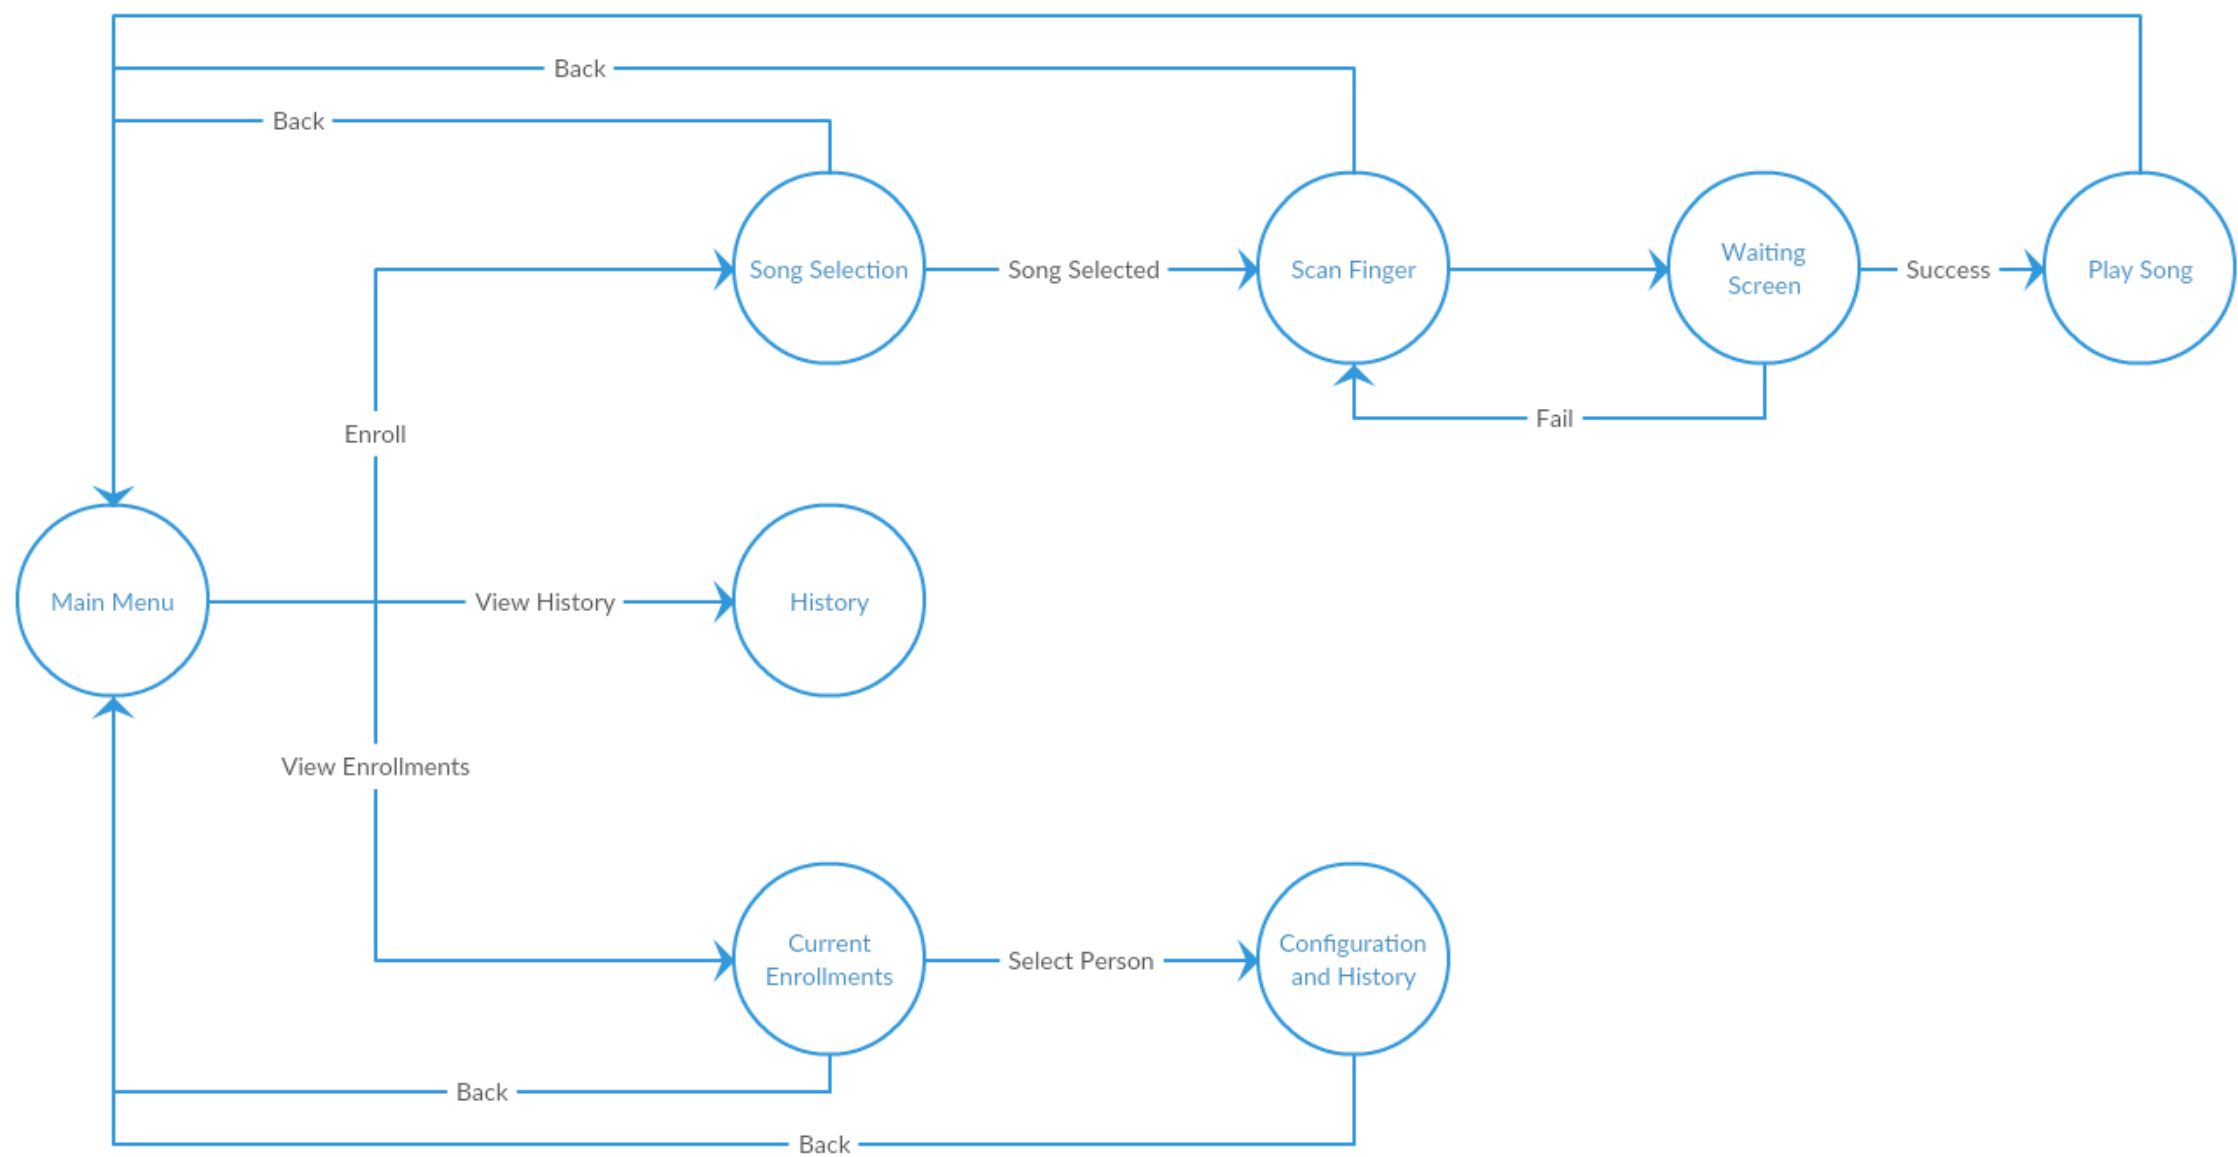 Back
Back
Song Selection
Song Selected
Scan Finger
Waiting
Screen
Success
Play Song
Fail
Enroll
Main Menu
View History
History
View Enrollments
Current
Enrollments
Select Person
Configuration
and History
Back
Back